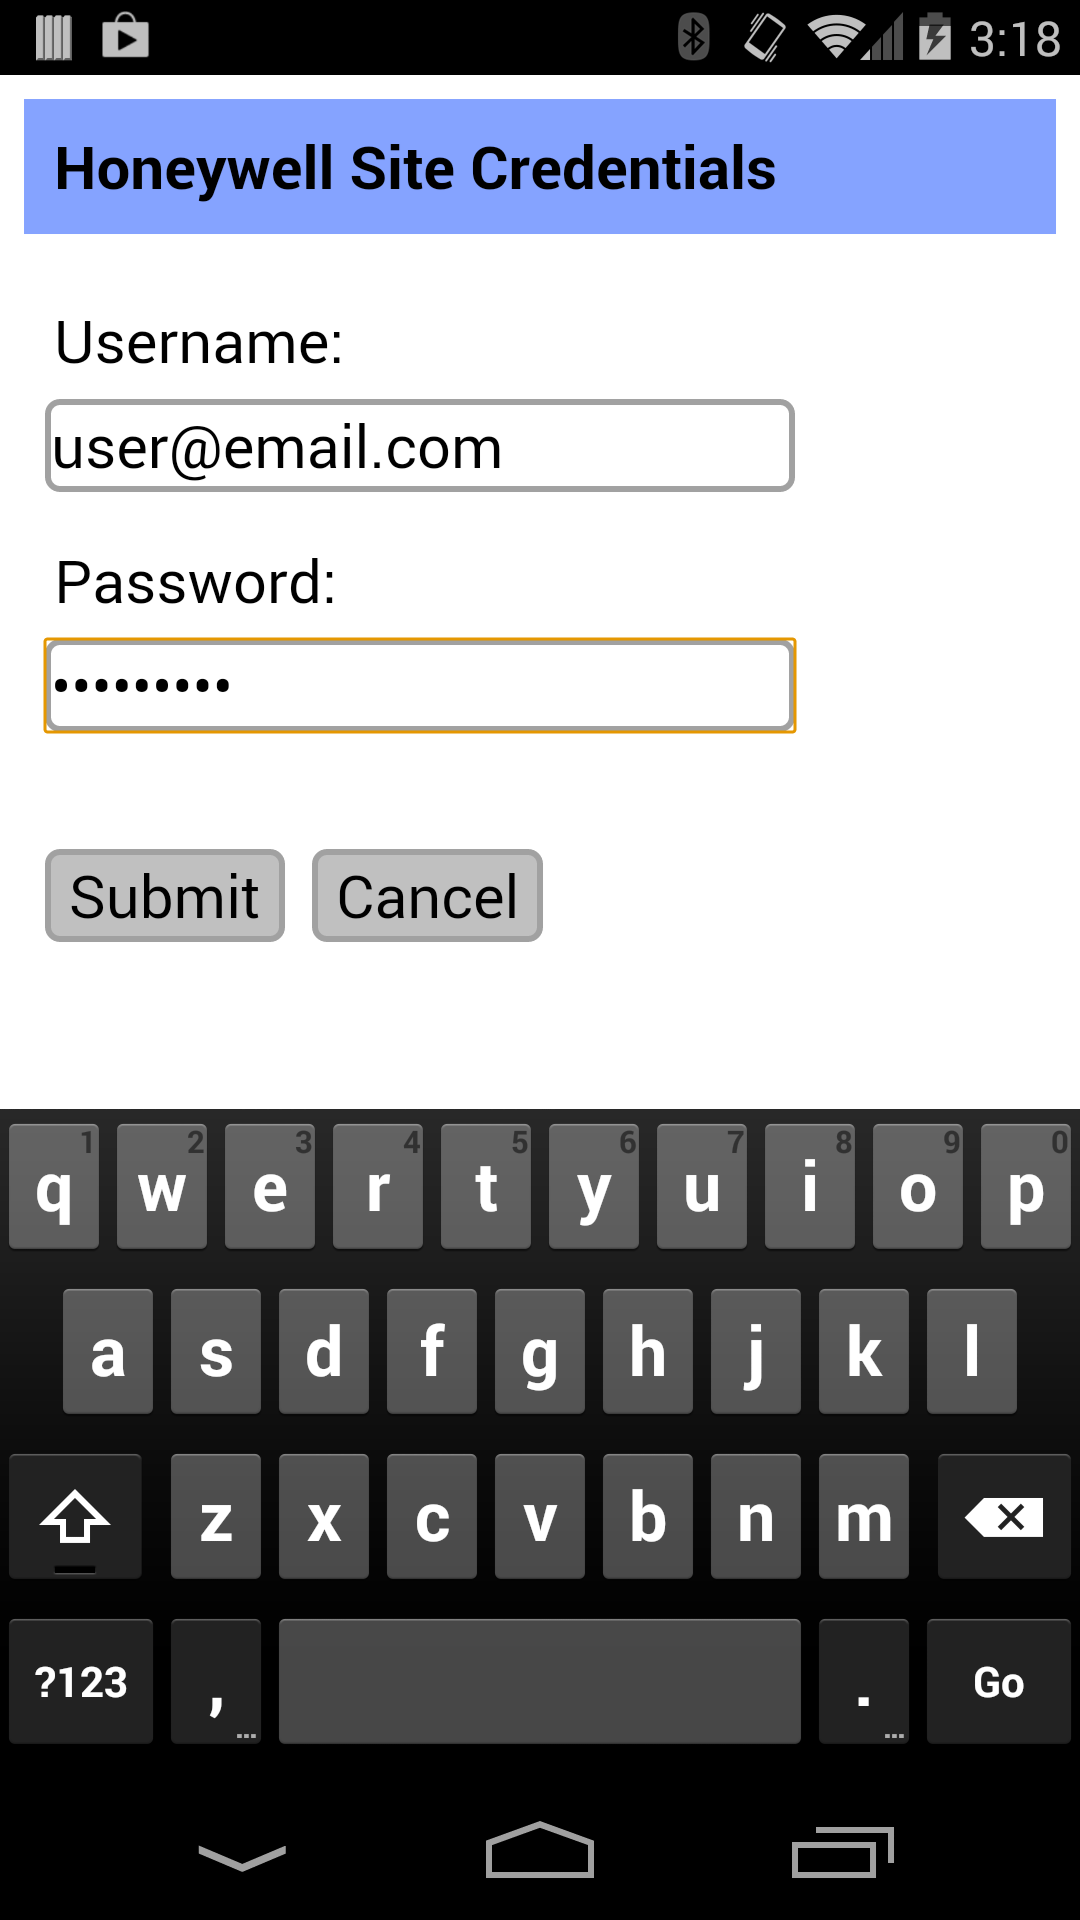 3:18
Honeywell Site Credentials
Username:
user@email.com
Password:
•••••••••
Submit Cancel
1 2 3 4 5 6 7 8 9 0
q w e r t y u i o p
a s d f g h j k l
z x c v b n m
?123 , . Go